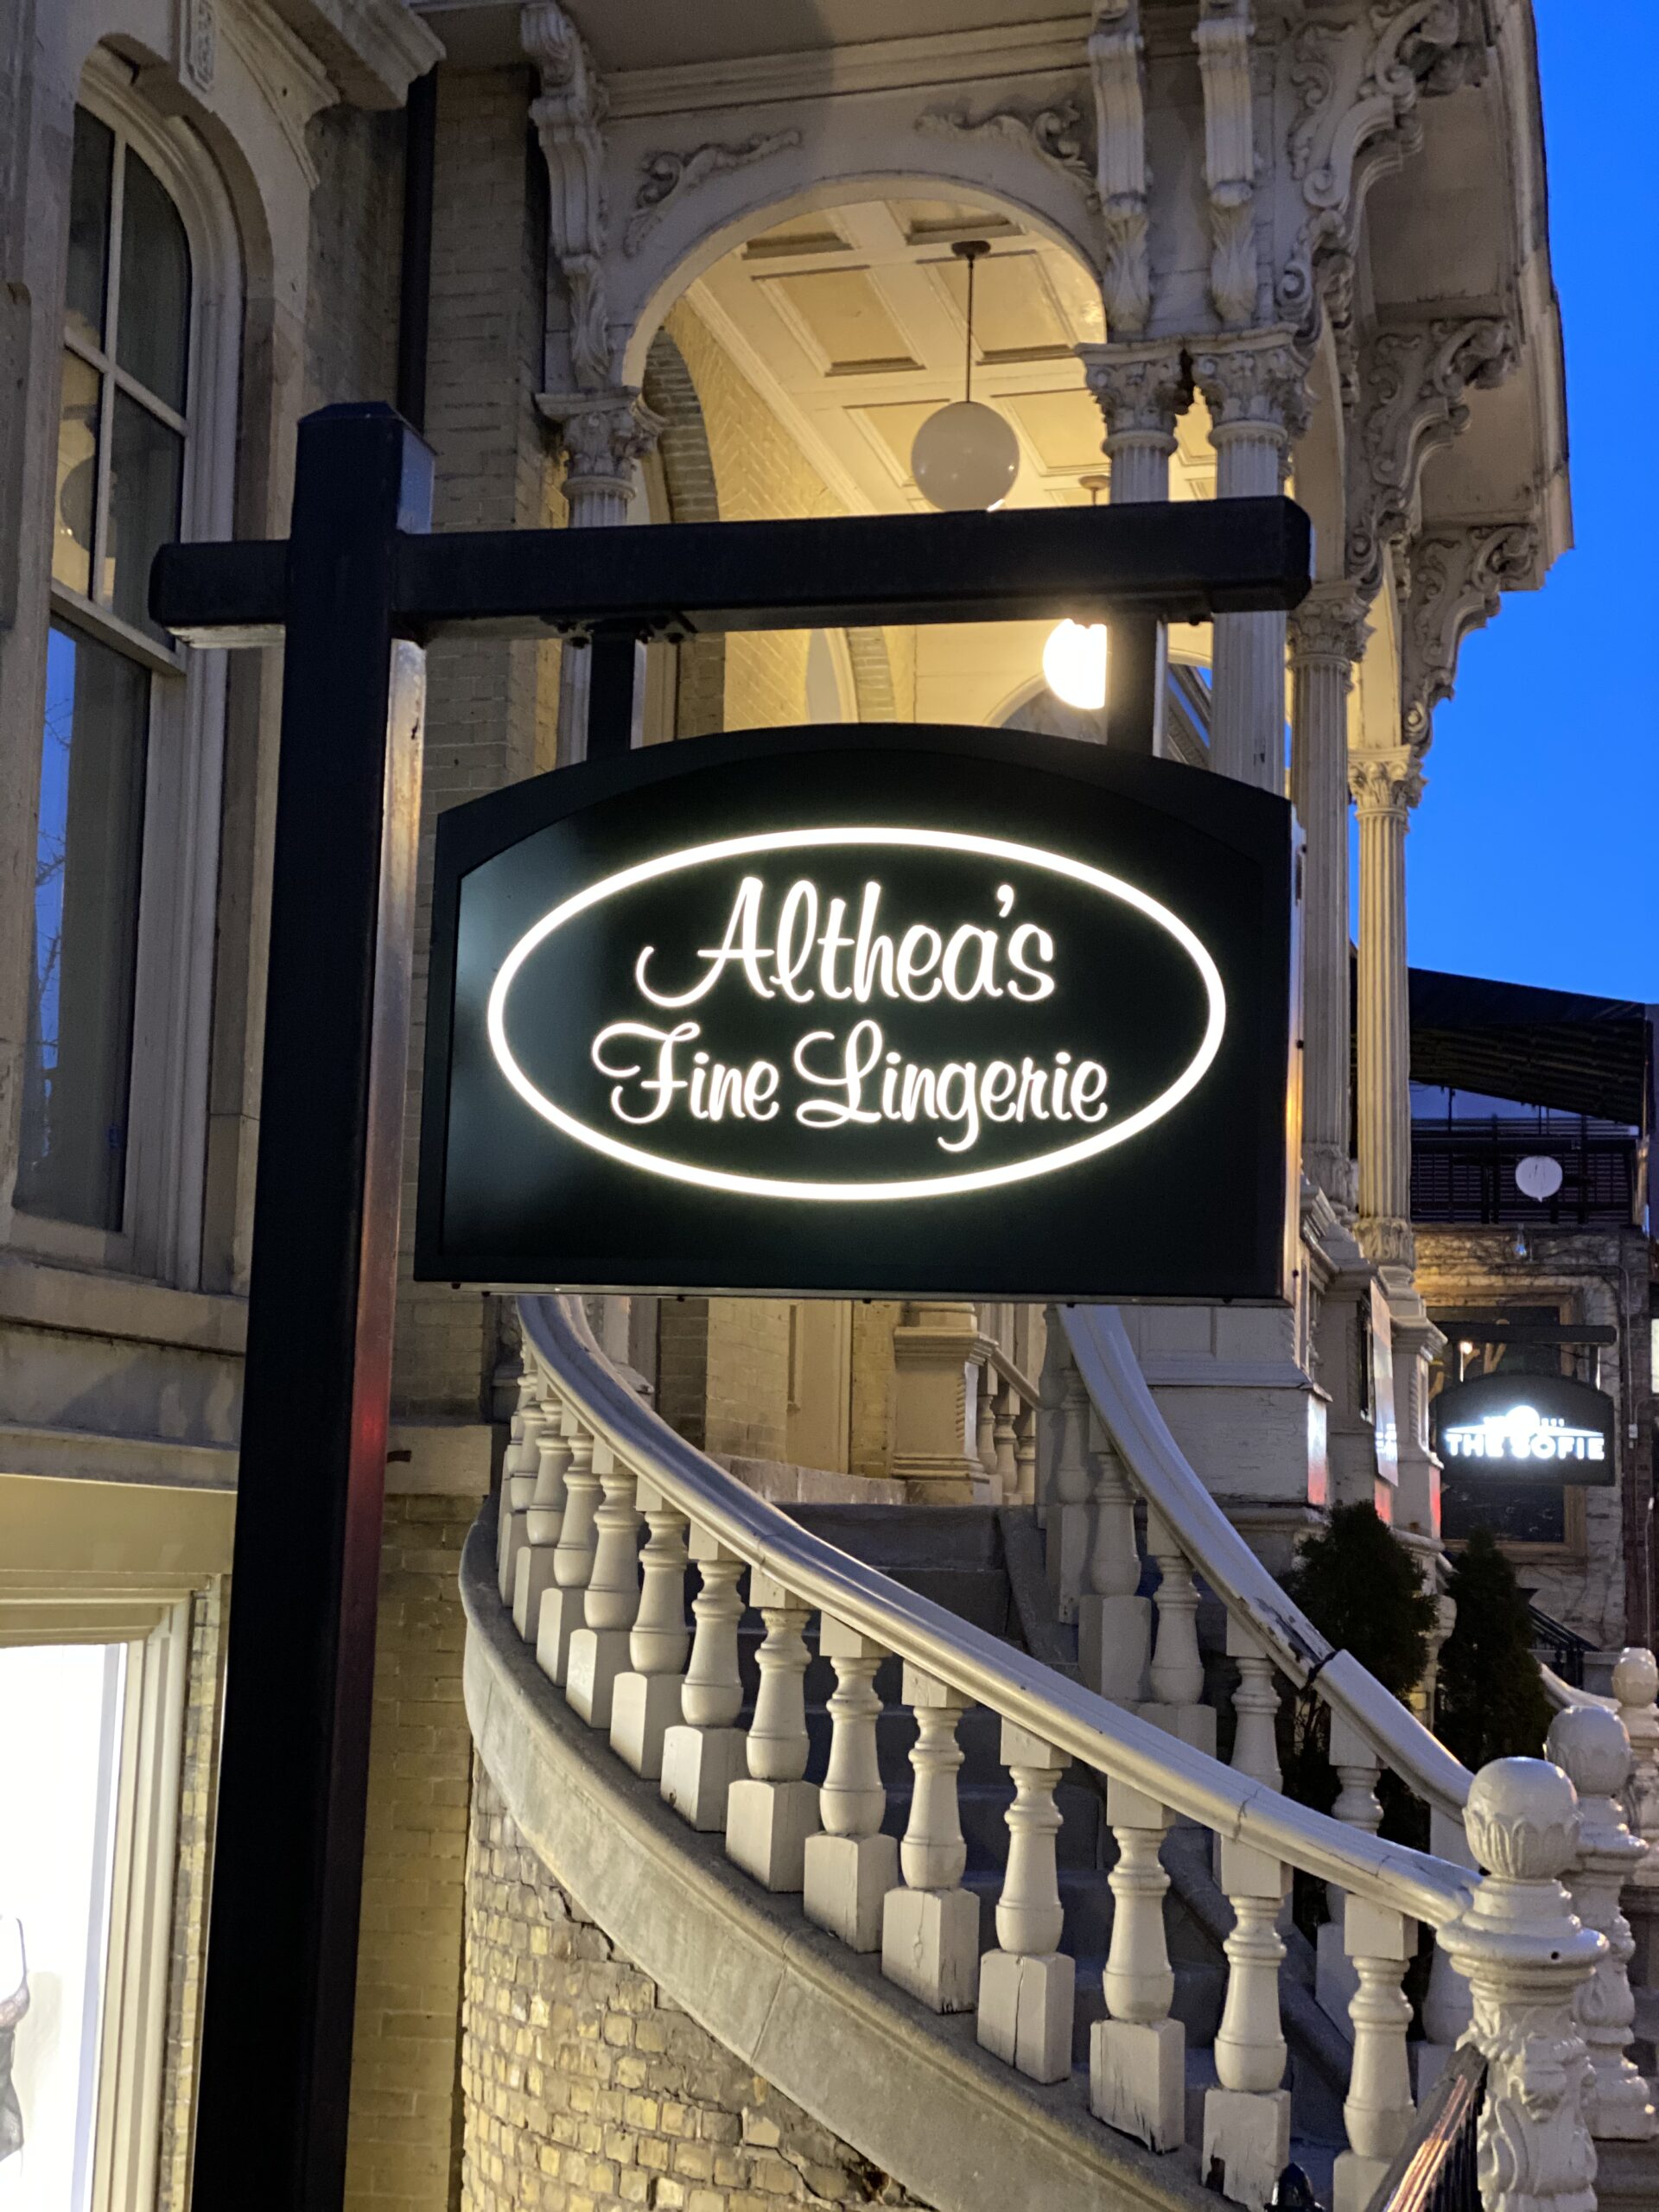 Althea's
Fine Lingerie
THE SOFIE